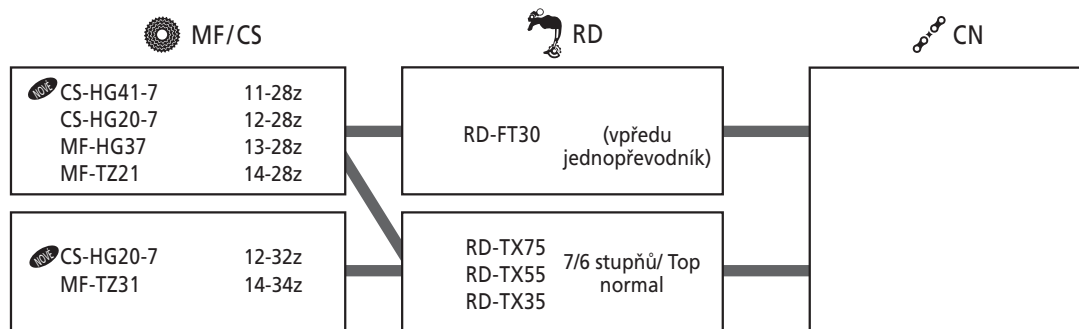 MF/CS
RD
CN
NOVÉ CS-HG41-7 11-28z
CS-HG20-7 12-28z
MF-HG37 13-28z
MF-TZ21 14-28z
RD-FT30 (vpředu
jednopřevodník)
NOVÉ CS-HG20-7 12-32z
MF-TZ31 14-34z
RD-TX75
RD-TX55
RD-TX35
7/6 stupňů/ Top
normal